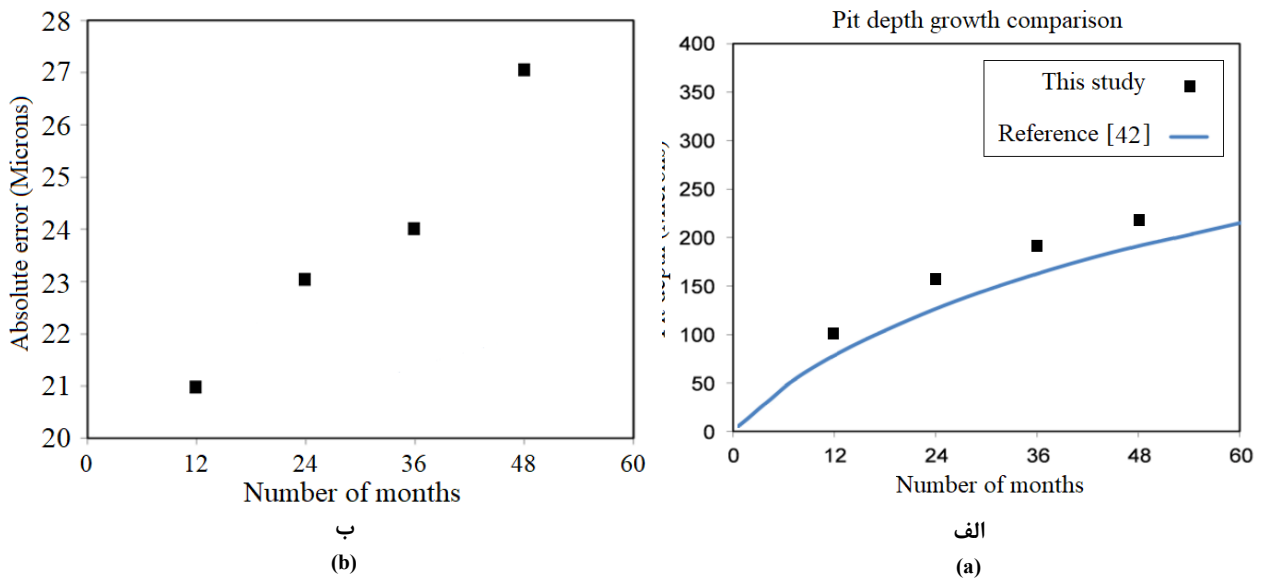 28
27
26
25
24
23
22
21
20
0 12 24 36 48 60
Absolute error (Microns)
Number of months
ب
(b)
Pit depth growth comparison
400
350
300
250
200
150
100
50
0
0 12 24 36 48 60
This study
Reference [42]
Number of months
الف
(a)